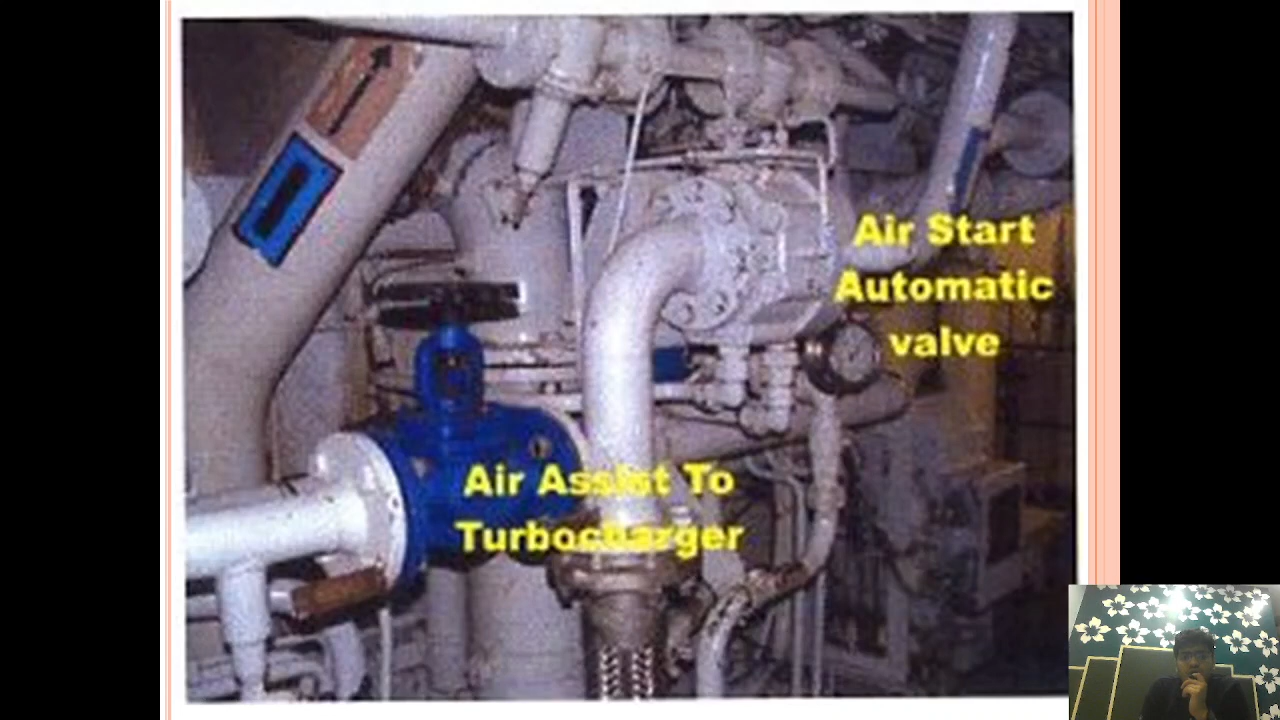 Air Start
Automatic
valve
Air Assist To
Turbocharger